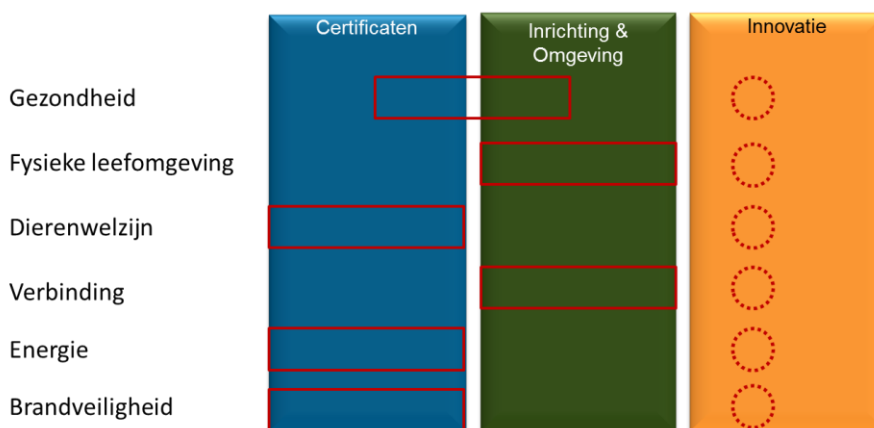 Certificaten
Inrichting &
Omgeving
Innovatie
Gezondheid
Fysieke leefomgeving
Dierenwelzijn
Verbinding
Energie
Brandveiligheid